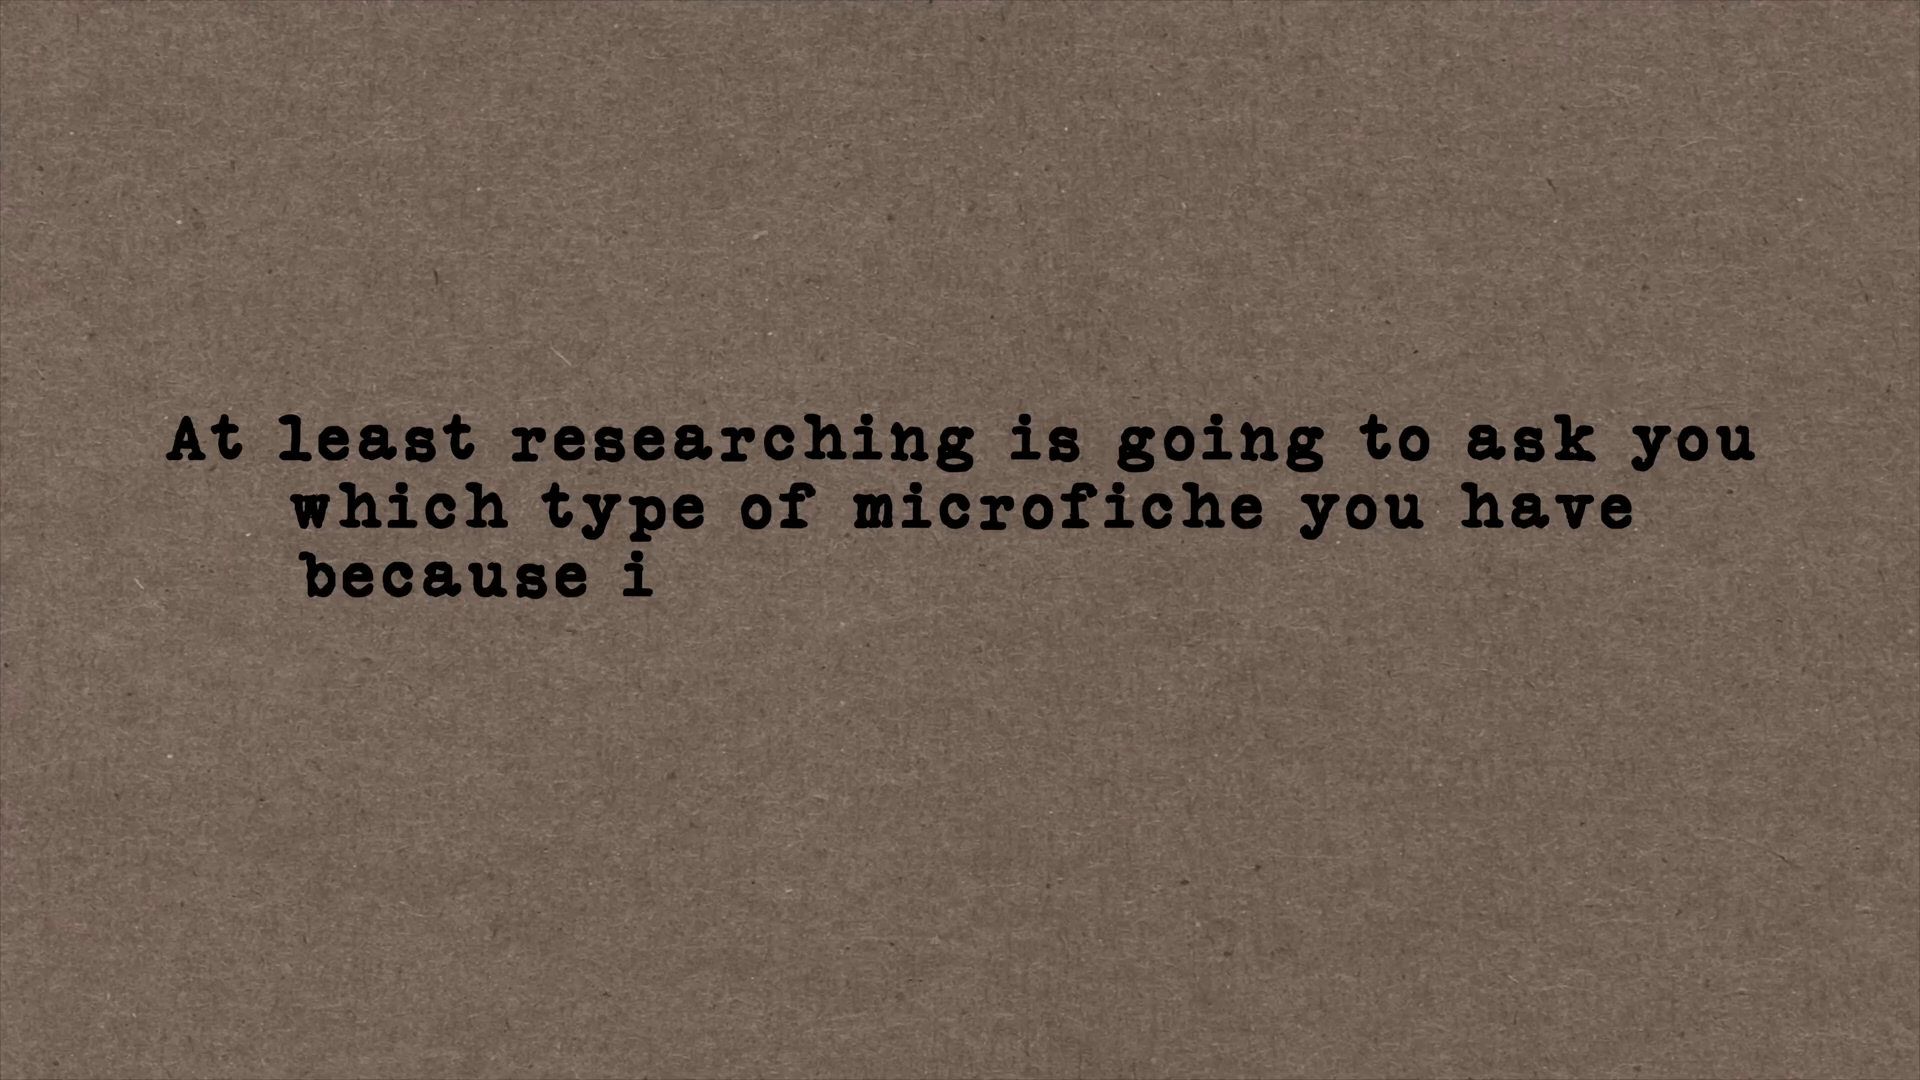 At least researching is going to ask you
which type of microfiche you have
because i